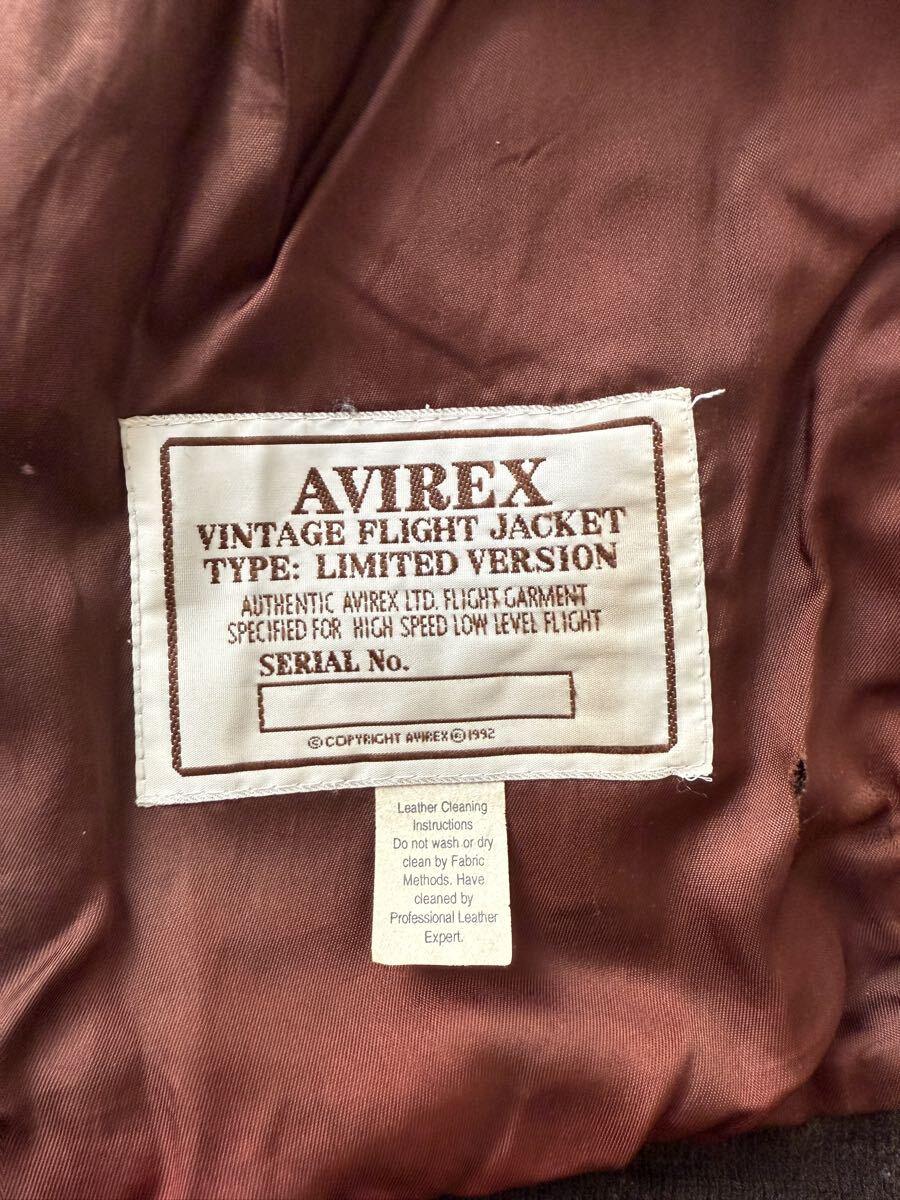 AVIREX
VINTAGE FLIGHT JACKET
TYPE: LIMITED VERSION
AUTHENTIC AVIREX LTD. FLIGHT GARMENT
SPECIFIED FOR HIGH SPEED LOW LEVEL FLIGHT
SERIAL No.
© COPYRIGHT AVIREX ® 1992
Leather Cleaning
Instructions
Do not wash or dry
clean by Fabric
Methods. Have
cleaned by
Professional Leather
Expert.